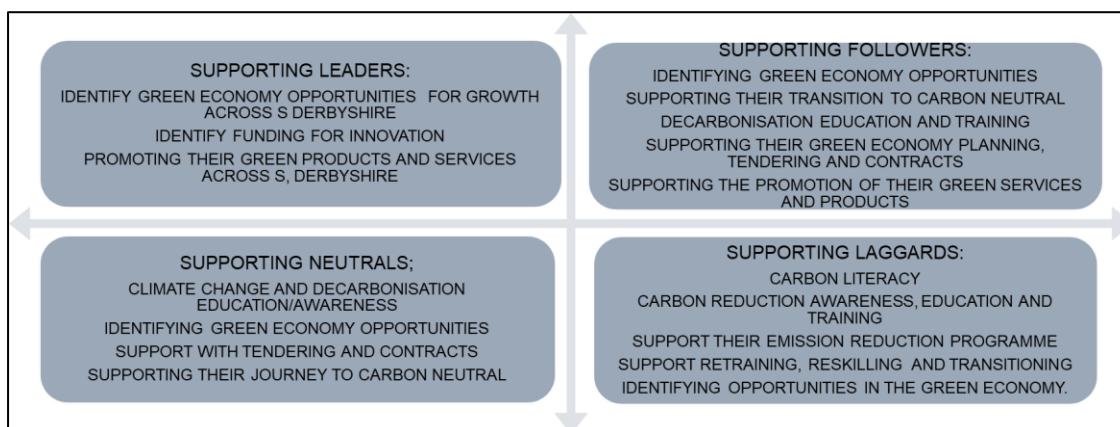 SUPPORTING LEADERS:
IDENTIFY GREEN ECONOMY OPPORTUNITIES FOR GROWTH
ACROSS S DERBYSHIRE
IDENTIFY FUNDING FOR INNOVATION
PROMOTING THEIR GREEN PRODUCTS AND SERVICES
ACROSS S, DERBYSHIRE
SUPPORTING FOLLOWERS:
IDENTIFYING GREEN ECONOMY OPPORTUNITIES
SUPPORTING THEIR TRANSITION TO CARBON NEUTRAL
DECARBONISATION EDUCATION AND TRAINING
SUPPORTING THEIR GREEN ECONOMY PLANNING,
TENDERING AND CONTRACTS
SUPPORTING THE PROMOTION OF THEIR GREEN SERVICES
AND PRODUCTS
SUPPORTING NEUTRALS;
CLIMATE CHANGE AND DECARBONISATION
EDUCATION/AWARENESS
IDENTIFYING GREEN ECONOMY OPPORTUNITIES
SUPPORT WITH TENDERING AND CONTRACTS
SUPPORTING THEIR JOURNEY TO CARBON NEUTRAL
SUPPORTING LAGGARDS:
CARBON LITERACY
CARBON REDUCTION AWARENESS, EDUCATION AND
TRAINING
SUPPORT THEIR EMISSION REDUCTION PROGRAMME
SUPPORT RETRAINING, RESKILLING AND TRANSITIONING
IDENTIFYING OPPORTUNITIES IN THE GREEN ECONOMY.